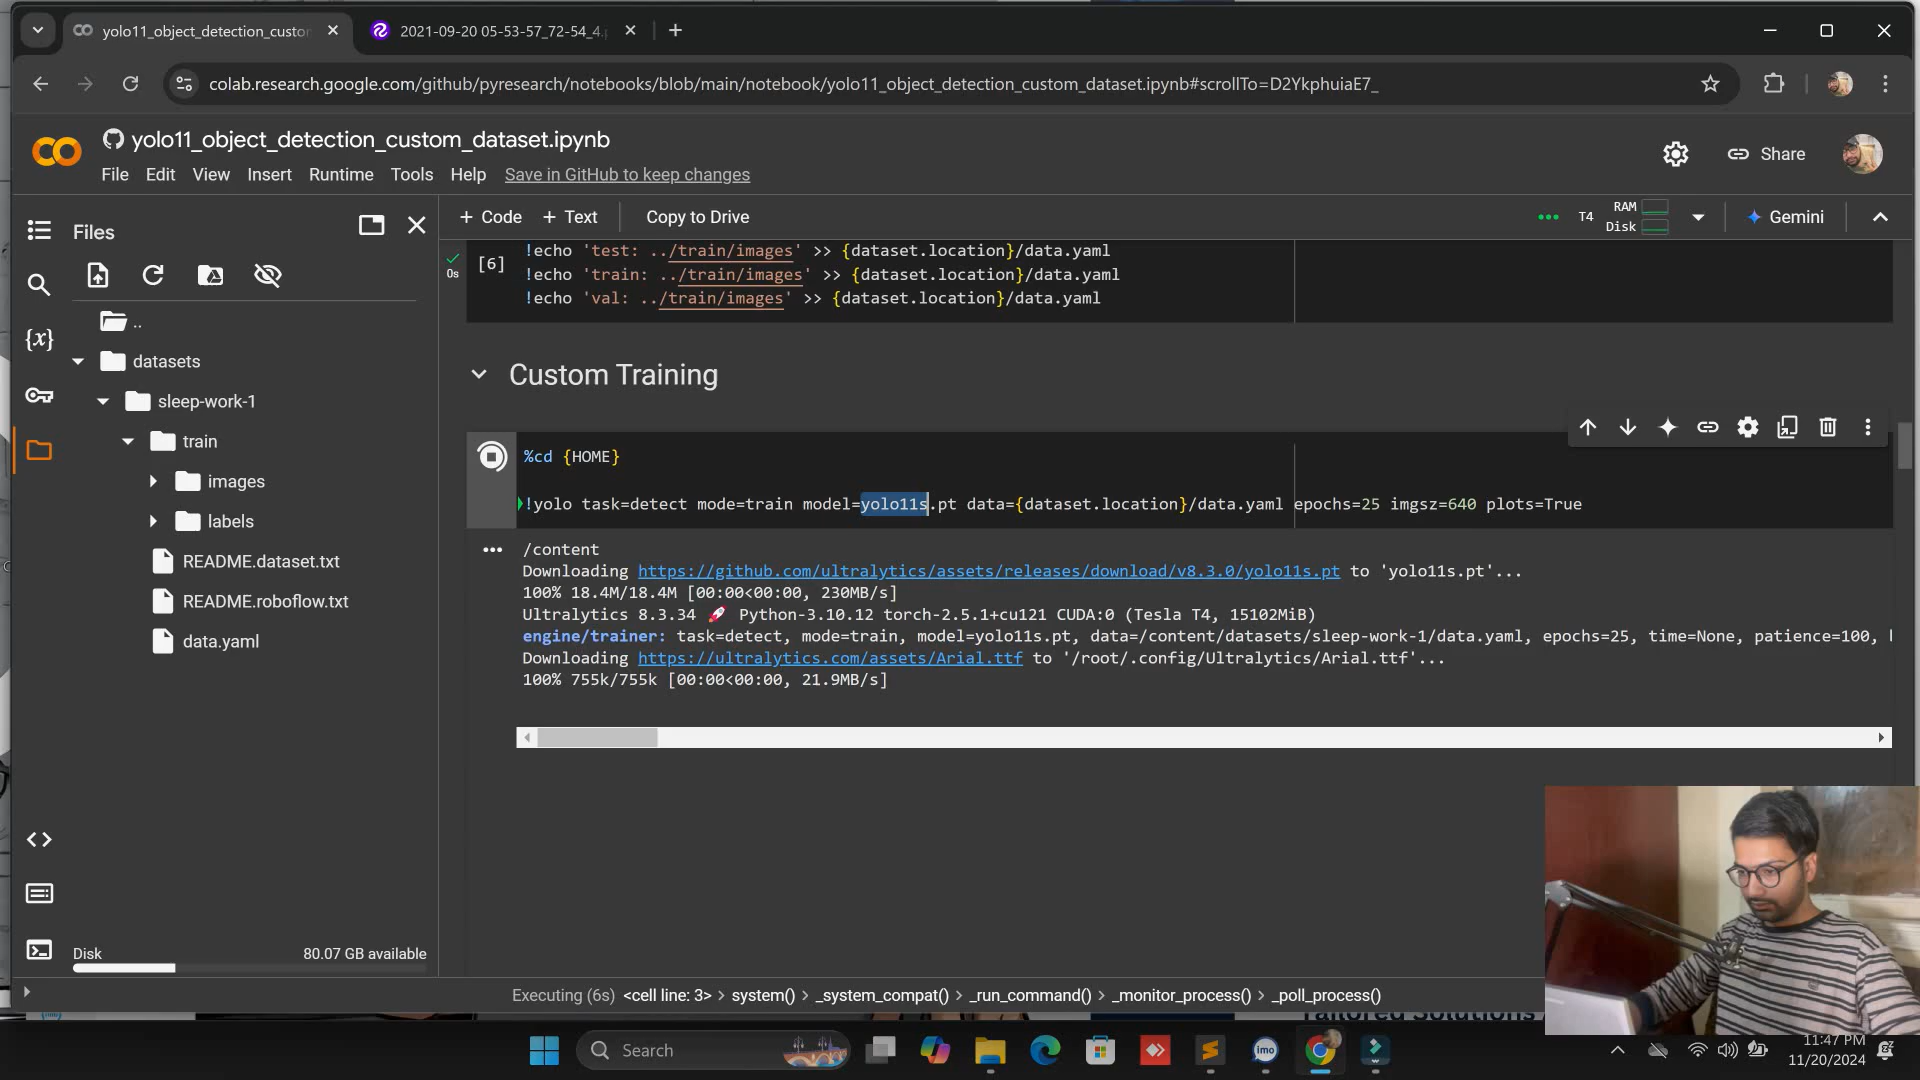 yolo11_object_detection_custo
2021-09-20 05-53-57_72-54_4.
colab.research.google.com/github/pyresearch/notebooks/blob/main/notebook/yolo11_object_detection_custom_dataset.ipynb#scrollTo=D2YkphuiaE7_
yolo11_object_detection_custom_dataset.ipynb
Share
File Edit View Insert Runtime Tools Help Save in GitHub to keep changes
Files
+ Code + Text Copy to Drive
T4 RAM
Disk
Gemini
0s
[6]
!echo 'test: ../train/images' >> {dataset.location}/data.yaml
!echo 'train: ../train/images' >> {dataset.location}/data.yaml
!echo 'val: ../train/images' >> {dataset.location}/data.yaml
..
datasets
sleep-work-1
train
images
labels
README.dataset.txt
README.roboflow.txt
data.yaml
Custom Training
%cd {HOME}
!yolo task=detect mode=train model=yolo11s.pt data={dataset.location}/data.yaml epochs=25 imgsz=640 plots=True
/content
Downloading https://github.com/ultralytics/assets/releases/download/v8.3.0/yolo11s.pt to 'yolo11s.pt'...
100% 18.4M/18.4M [00:00<00:00, 230MB/s]
Ultralytics 8.3.34 🚀 Python-3.10.12 torch-2.5.1+cu121 CUDA:0 (Tesla T4, 15102MiB)
engine/trainer: task=detect, mode=train, model=yolo11s.pt, data=/content/datasets/sleep-work-1/data.yaml, epochs=25, time=None, patience=100,
Downloading https://ultralytics.com/assets/Arial.ttf to '/root/.config/Ultralytics/Arial.ttf'...
100% 755k/755k [00:00<00:00, 21.9MB/s]
Disk 80.07 GB available
Executing (6s) <cell line: 3> > system() > _system_compat() > _run_command() > _monitor_process() > _poll_process()
Tailored Solutions
Search
imo
11:47 PM
11/20/2024